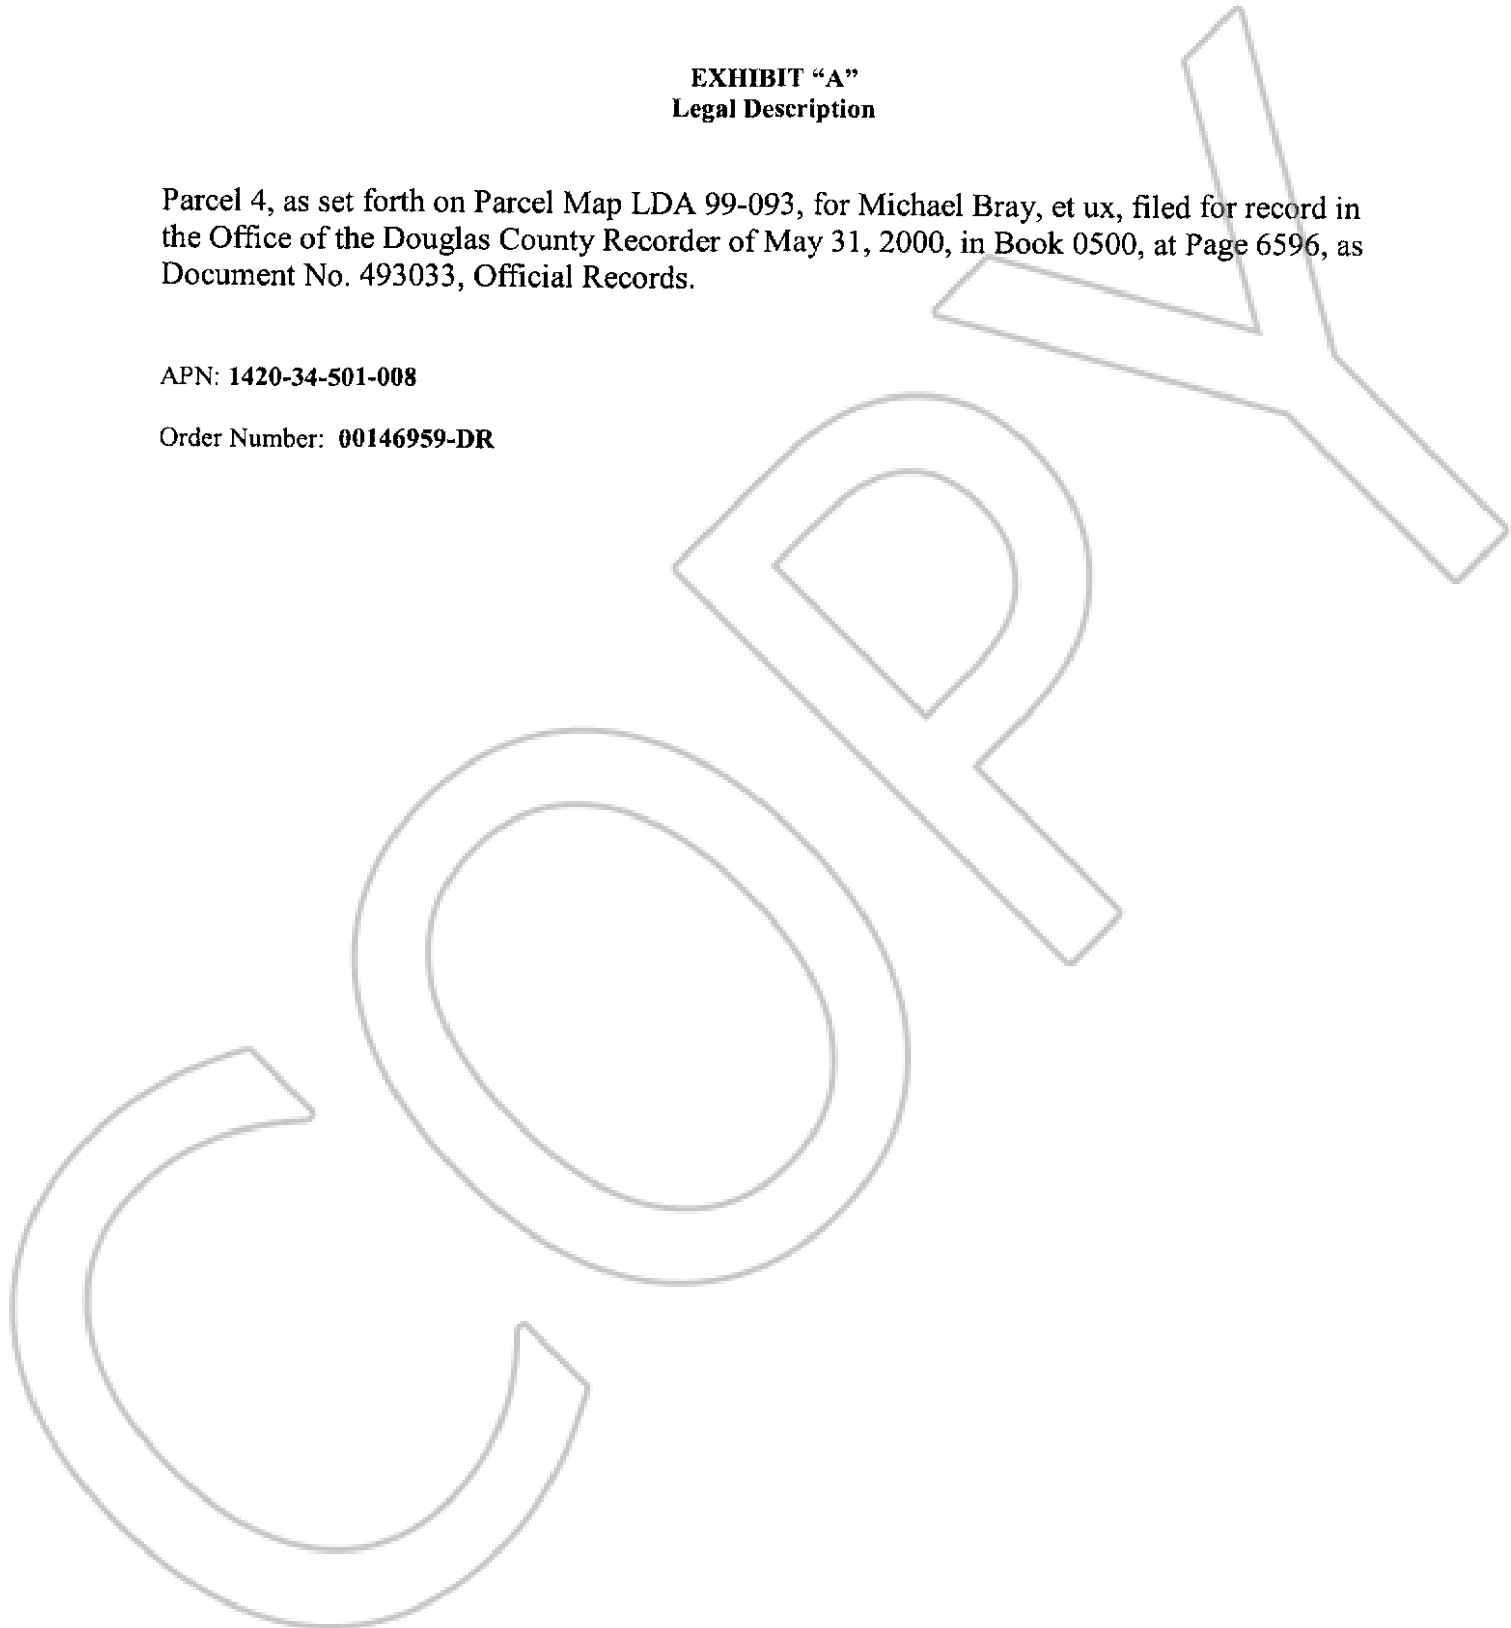 EXHIBIT “A”
Legal Description
Parcel 4, as set forth on Parcel Map LDA 99-093, for Michael Bray, et ux, filed for record in
the Office of the Douglas County Recorder of May 31, 2000, in Book 0500, at Page 6596, as
Document No. 493033, Official Records.
APN: 1420-34-501-008
Order Number: 00146959-DR
COPY